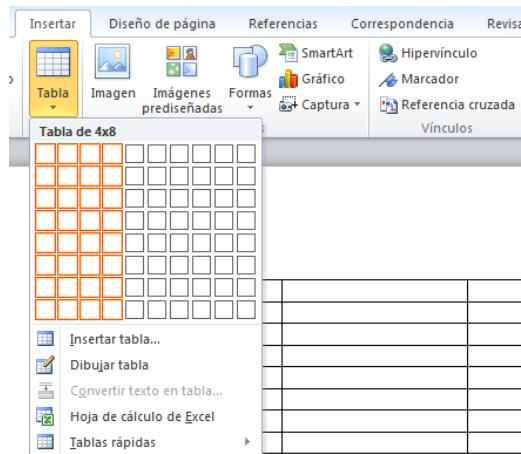 Insertar Diseño de página Referencias Correspondencia Revisa
Tabla
Imagen
Imágenes
prediseñadas
Formas
SmartArt
Gráfico
Captura
Hipervínculo
Marcador
Referencia cruzada
Vínculos
Tabla de 4x8
Insertar tabla...
Dibujar tabla
Convertir texto en tabla...
Hoja de cálculo de Excel
Tablas rápidas